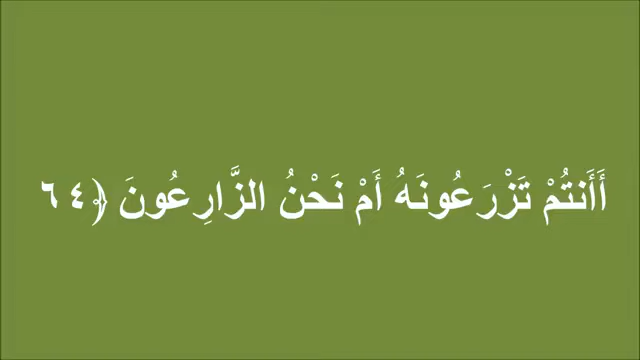 أَأَنتُمْ تَزْرَعُونَهُ أَمْ نَحْنُ الزَّارِعُونَ ﴿٦٤